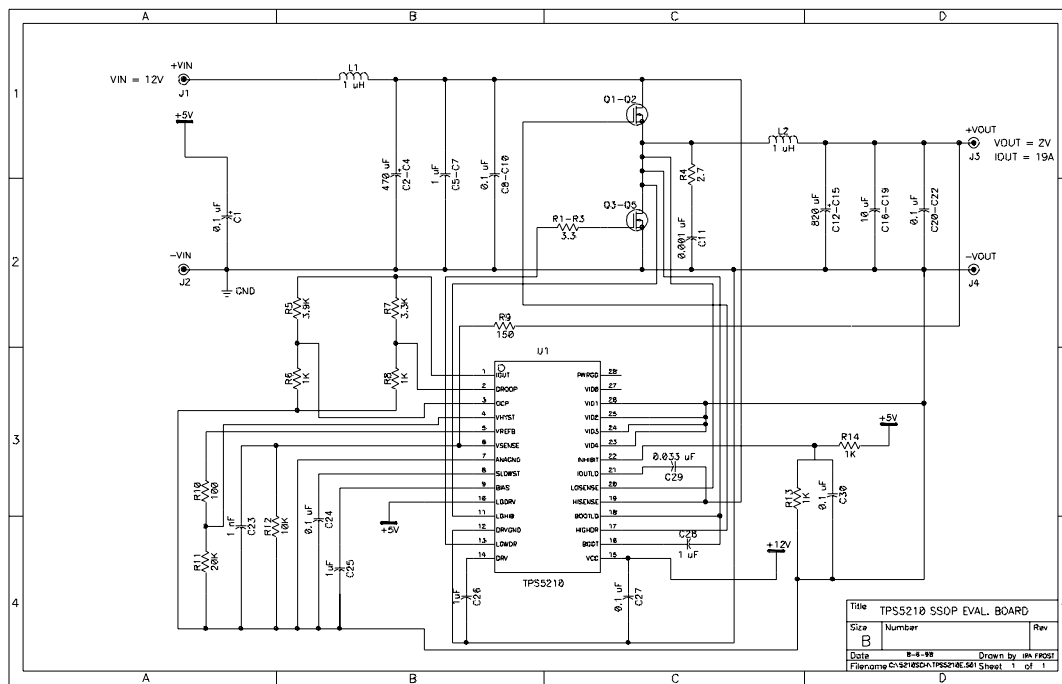 A
B
C
D
1
2
3
4
+VIN
VIN = 12V
J1
L1
1 uH
+5V
0.1 uF
C1
-VIN
J2
GND
470 uF
C2-C4
1 uF
C5-C7
0.1 uF
C8-C10
Q1-Q2
Q3-Q5
R1-R3
3.3
R4
2.7
0.001 uF
C11
L2
1 uH
+VOUT
J3
VOUT = 2V
IOUT = 19A
820 uF
C12-C15
10 uF
C16-C19
0.1 uF
C20-C22
-VOUT
J4
R5
3.9K
R7
3.3K
R6
1K
R8
1K
R9
150
U1
1 IOUT
2 DROOP
3 OCP
4 VHYST
5 VREFB
6 VSENSE
7 ANAGND
8 SLOWST
9 BIAS
10 LODRV
11 LOHIB
12 DRVGND
13 LOWDR
14 DRV
PWRGD 28
VID0 27
VID1 26
VID2 25
VID3 24
VID4 23
INHIBIT 22
IOUTLO 21
LOSENSE 20
HISENSE 19
BOOTLO 18
HIGHDR 17
BOOT 16
VCC 15
TPS5210
R10
100
R11
20K
1 nF
C23
R12
10K
0.1 uF
C24
1uF
C25
+5V
1uF
C26
0.1 uF
C27
C28
1 uF
0.033 uF
C29
+12V
+5V
R14
1K
R13
1K
0.1 uF
C30
Title TPS5210 SSOP EVAL. BOARD
Size Number Rev
B
Date 8-6-98 Drawn by IRA FROST
Filename C:\5210SCH\TPS5210E.S01 Sheet 1 of 1
A
B
C
D